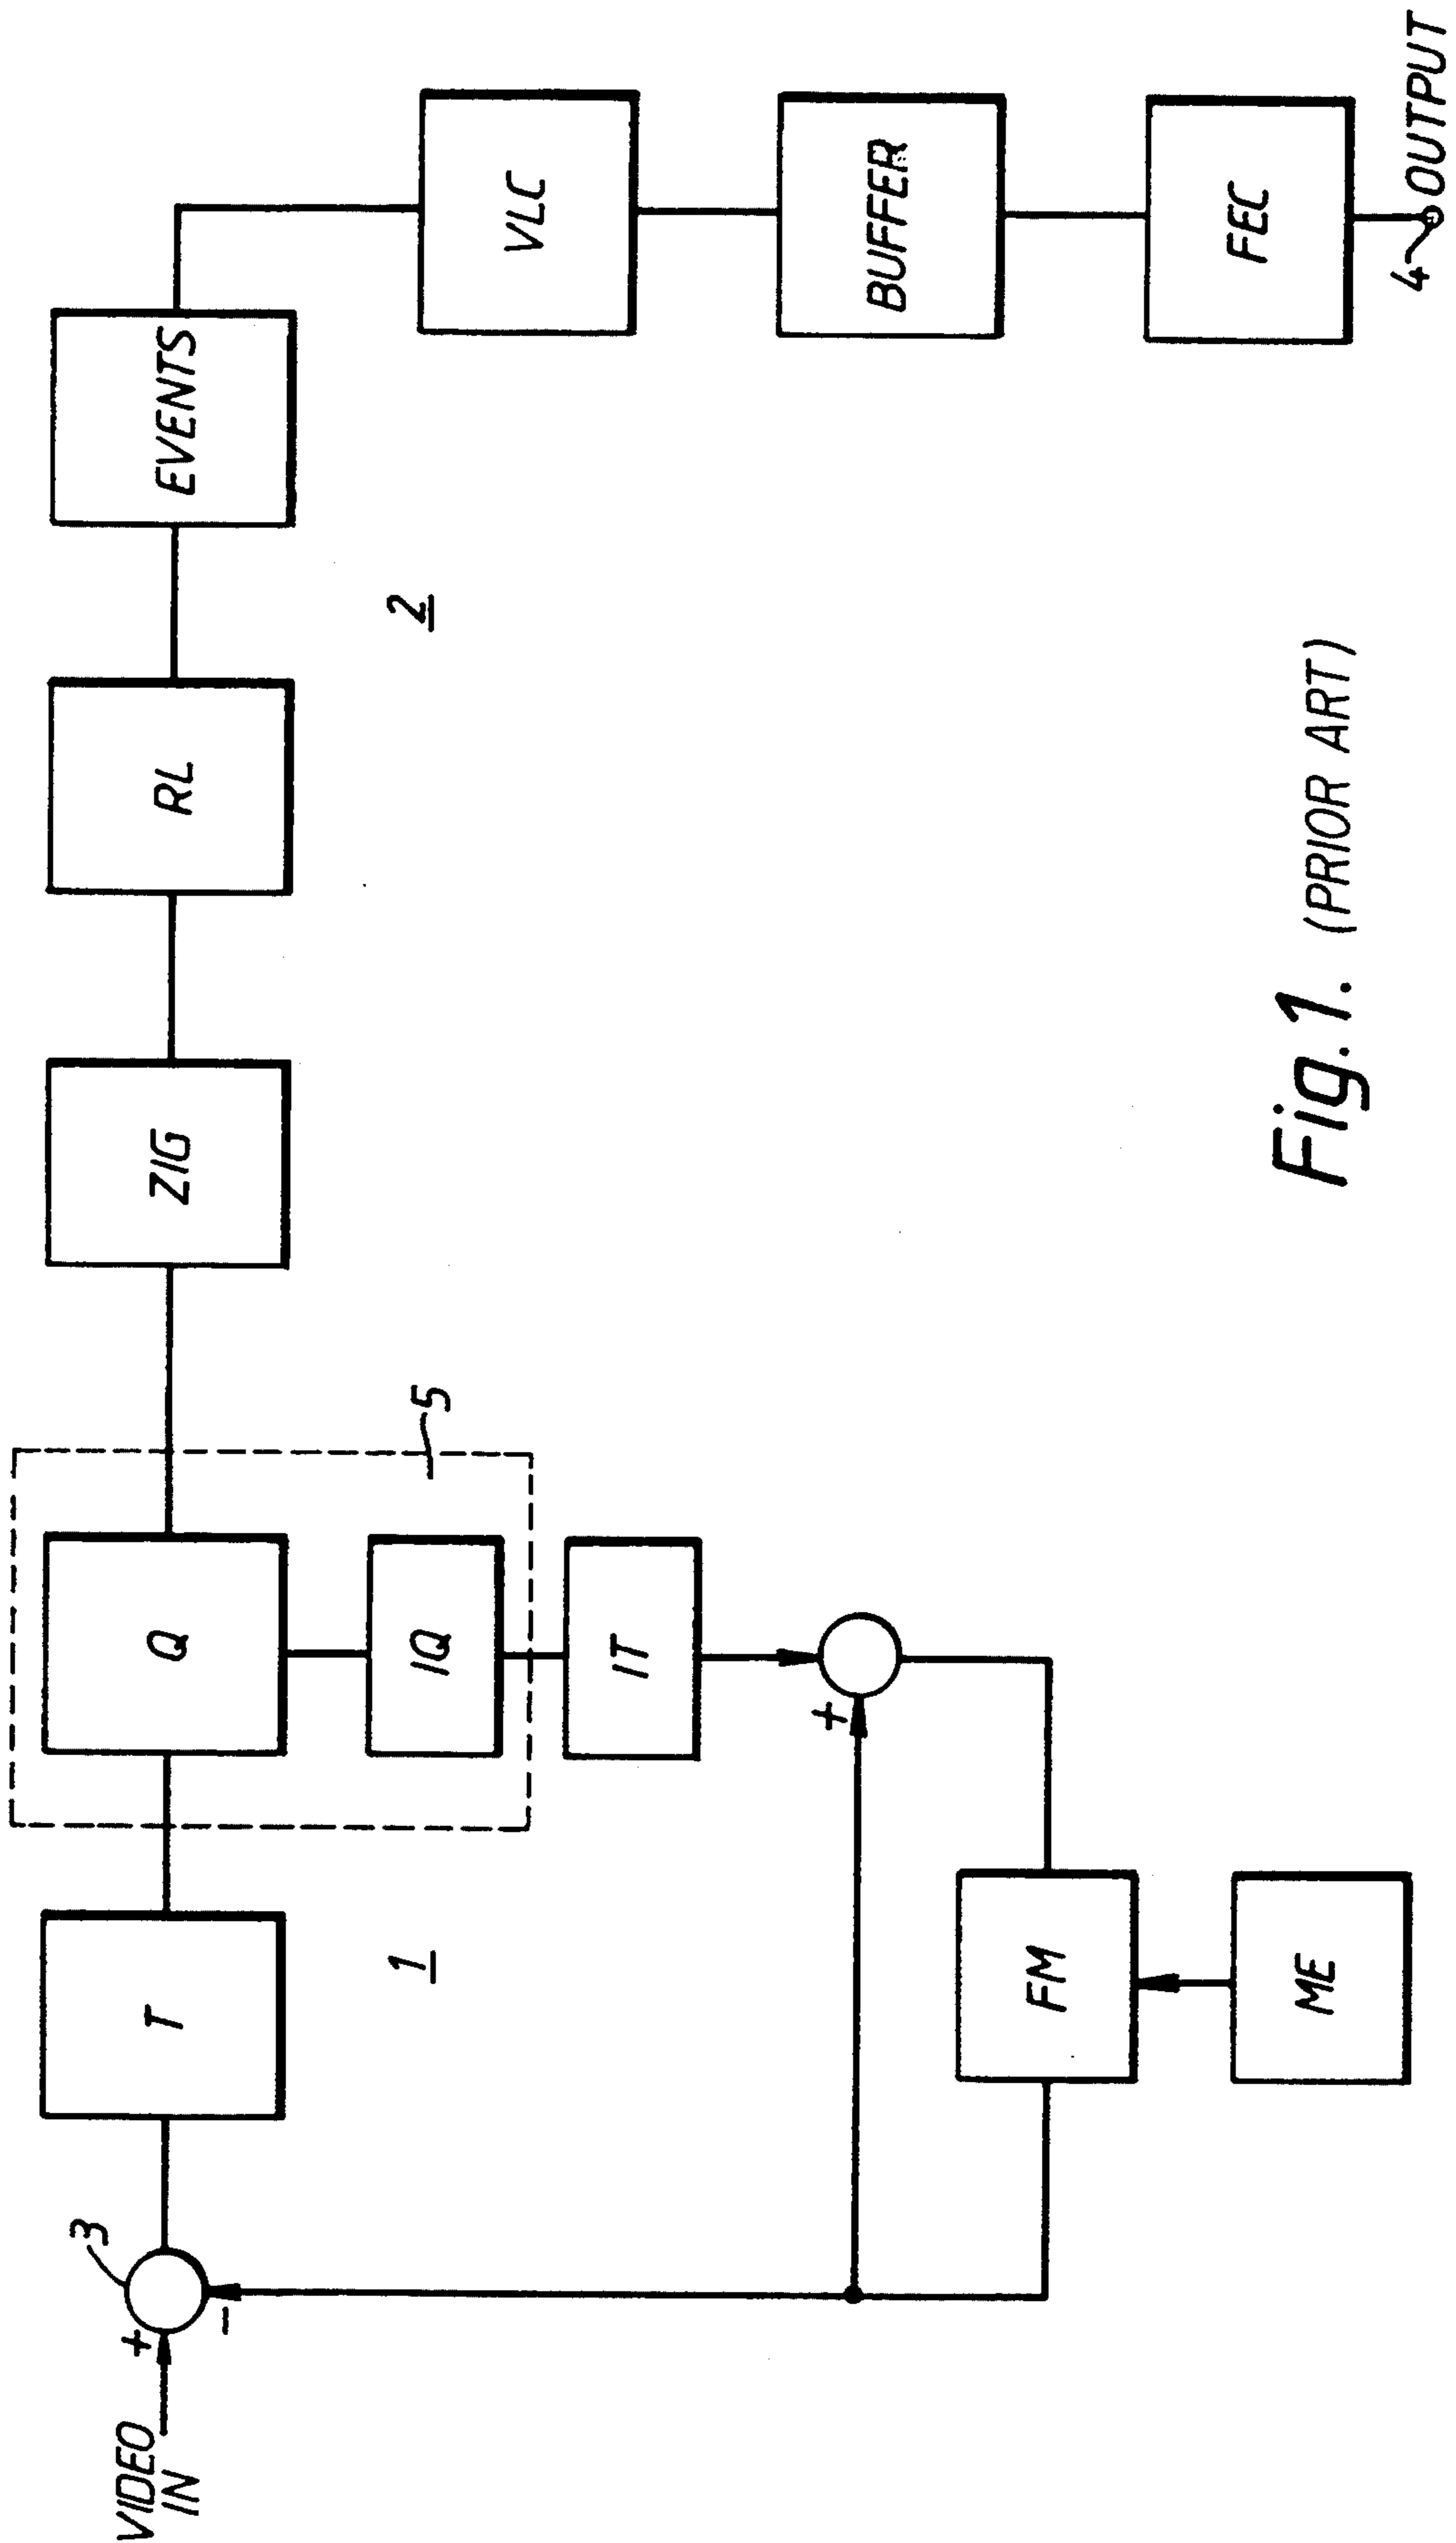 VIDEO
IN
+
-
3
T
Q
IQ
5
IT
+
FM
ME
1
ZIG
RL
EVENTS
2
VLC
BUFFER
FEC
4
OUTPUT
Fig.1. (PRIOR ART)